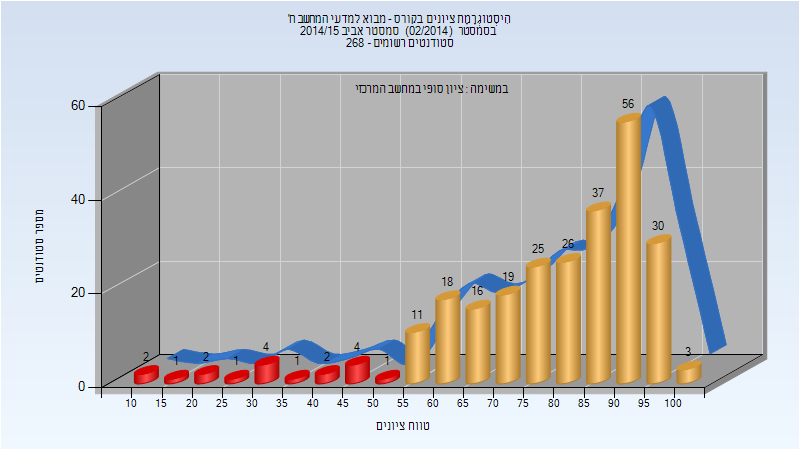 היסטוגרמת ציונים בקורס - מבוא למדעי המחשב ח'
בסמסטר (02/2014) סמסטר אביב 2014/15
סטודנטים רשומים - 268
במשימה : ציון סופי במחשב המרכזי
60
40
20
0
מספר סטודנטים
2 1 2 1 4 1 2 4 1 11 18 16 19 25 26 37 56 30 3
10 15 20 25 30 35 40 45 50 55 60 65 70 75 80 85 90 95 100
טווח ציונים